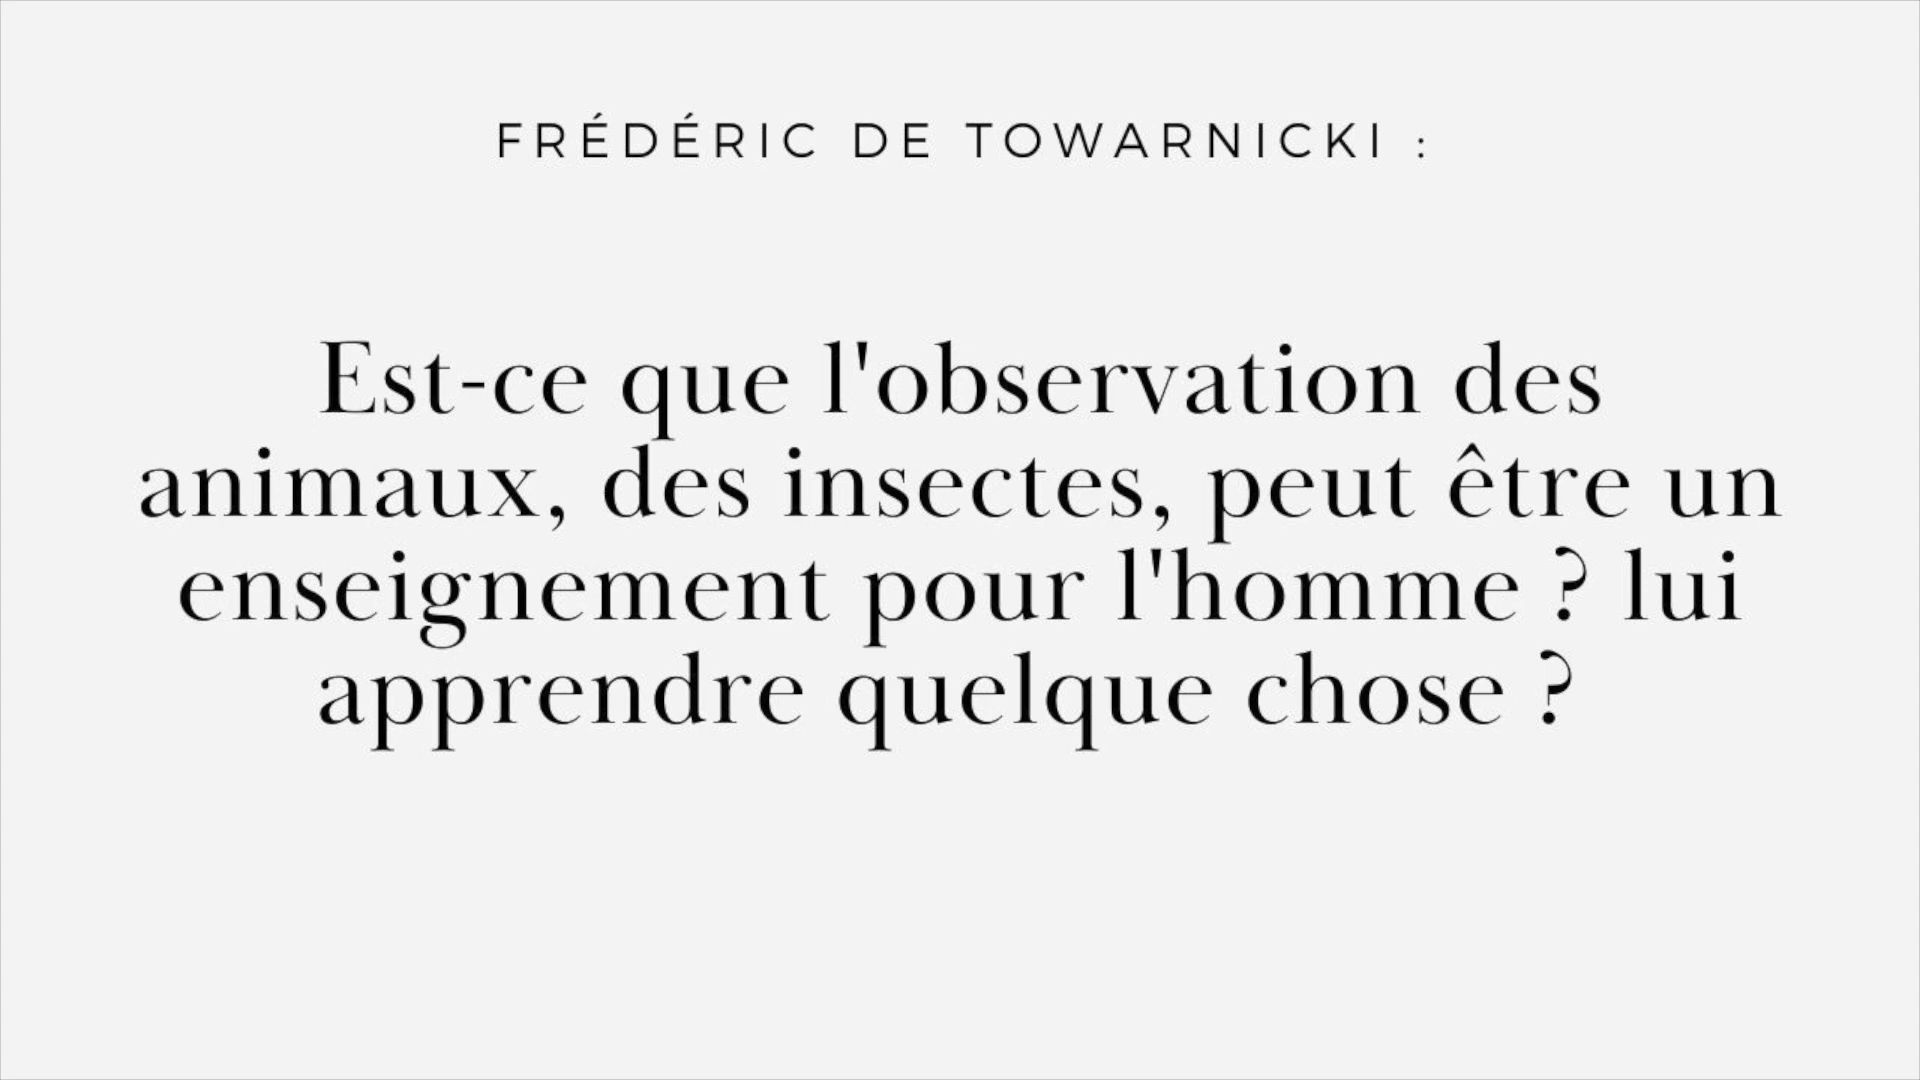 FRÉDÉRIC DE TOWARNICKI :
Est-ce que l'observation des
animaux, des insectes, peut être un
enseignement pour l'homme ? lui
apprendre quelque chose ?